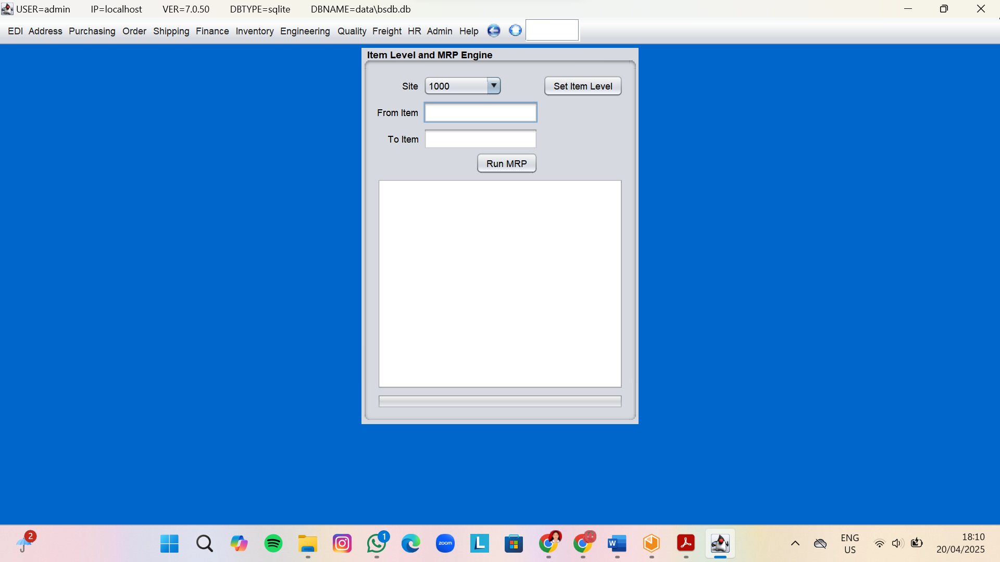 USER=admin IP=localhost VER=7.0.50 DBTYPE=sqlite DBNAME=data\bsdb.db
EDI Address Purchasing Order Shipping Finance Inventory Engineering Quality Freight HR Admin Help
Item Level and MRP Engine
Site 1000 Set Item Level
From Item
To Item
Run MRP
2
1
zoom
L
W
ENG
US
18:10
20/04/2025